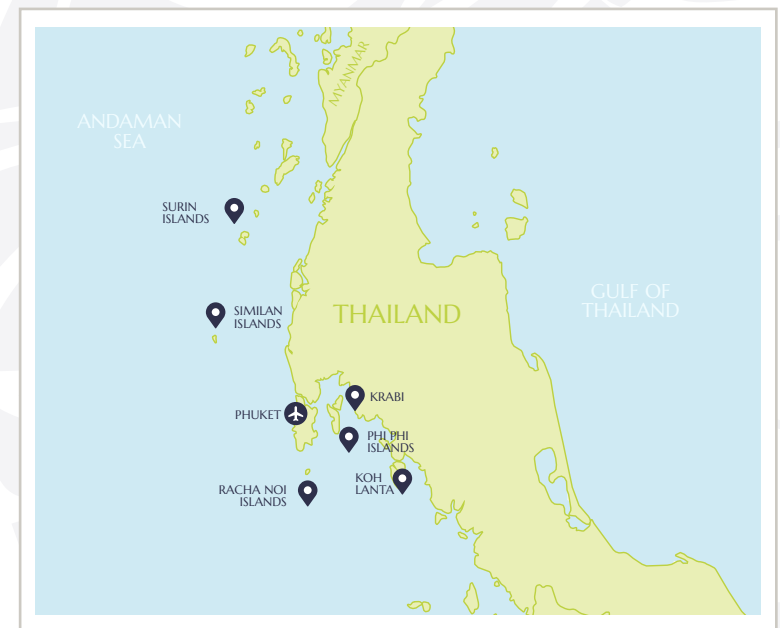 MYANMAR
ANDAMAN
SEA
SURIN
ISLANDS
GULF OF
THAILAND
SIMILAN
ISLANDS
THAILAND
KRABI
PHUKET
PHI PHI
ISLANDS
KOH
LANTA
RACHA NOI
ISLANDS